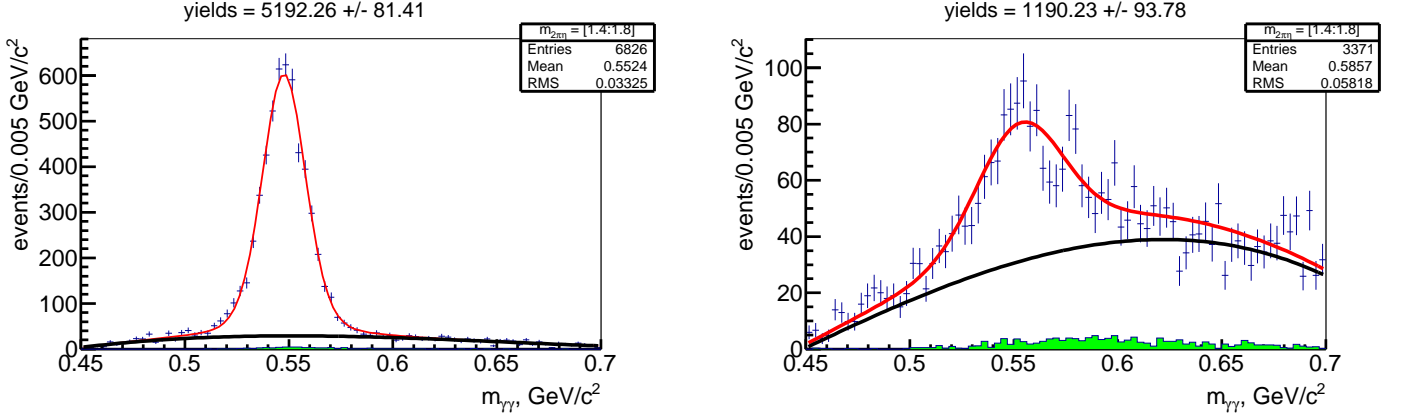 yields = 5192.26 +/- 81.41
m2πη = [1.4:1.8]
Entries 6826
Mean 0.5524
RMS 0.03325
events/0.005 GeV/c²
600
500
400
300
200
100
0
0.45 0.5 0.55 0.6 0.65 0.7
mγγ, GeV/c²
yields = 1190.23 +/- 93.78
m2πη = [1.4:1.8]
Entries 3371
Mean 0.5857
RMS 0.05818
events/0.005 GeV/c²
100
80
60
40
20
0
0.45 0.5 0.55 0.6 0.65 0.7
mγγ, GeV/c²